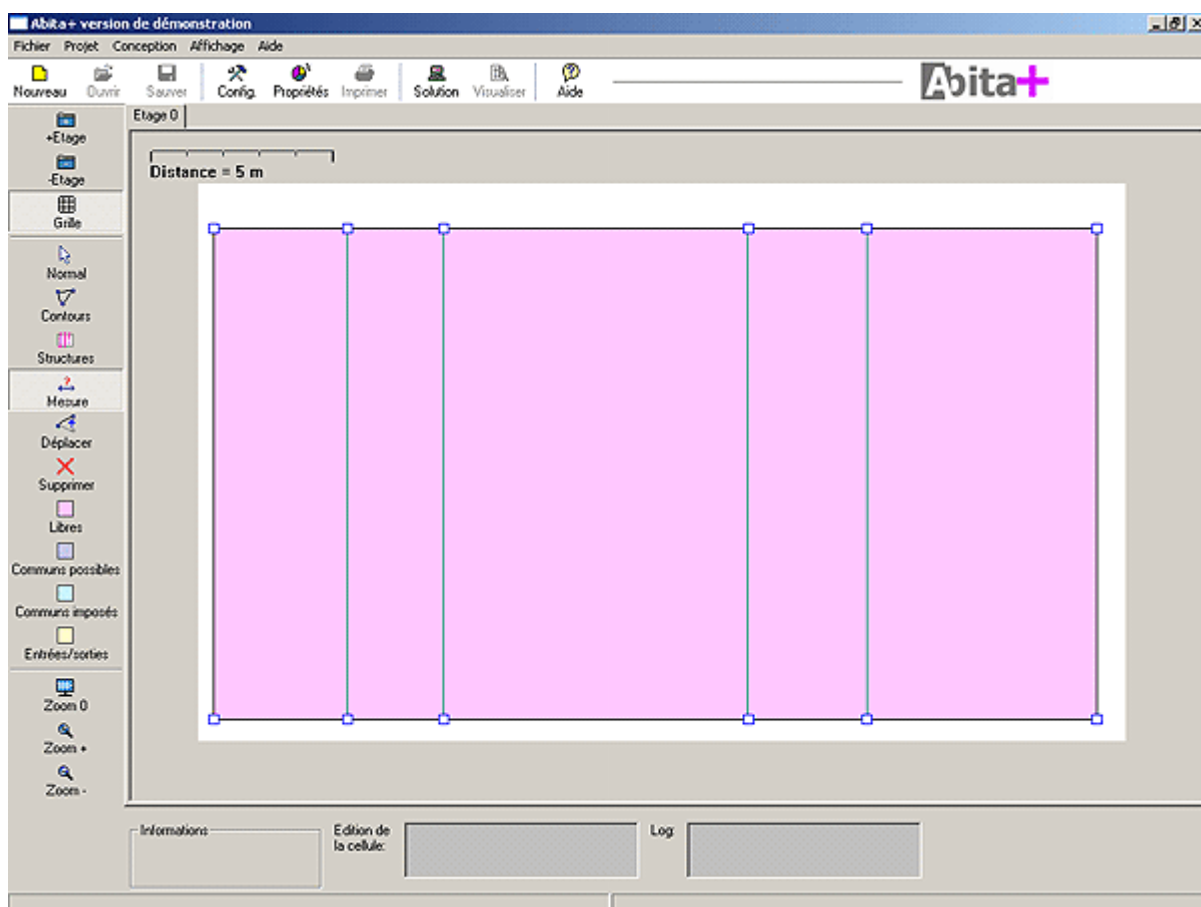 Abita+ version de démonstration
Fichier Projet Conception Affichage Aide
Nouveau Ouvrir Sauver Config. Propriétés Imprimer Solution Visualiser Aide Abita+
Etage 0
+Etage
-Etage
Grille
Normal
Contours
Structures
Mesure
Déplacer
Supprimer
Libres
Communs possibles
Communs imposés
Entrées/sorties
Zoom 0
Zoom +
Zoom -
Distance = 5 m
Informations
Edition de
la cellule:
Log: